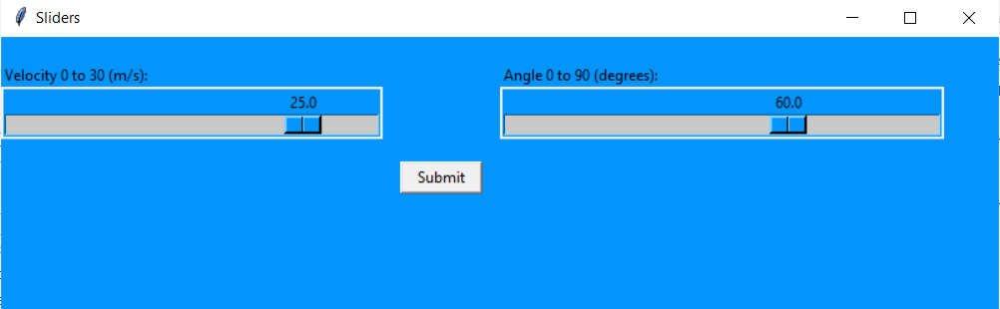 Sliders
Velocity 0 to 30 (m/s):
25.0
Angle 0 to 90 (degrees):
60.0
Submit